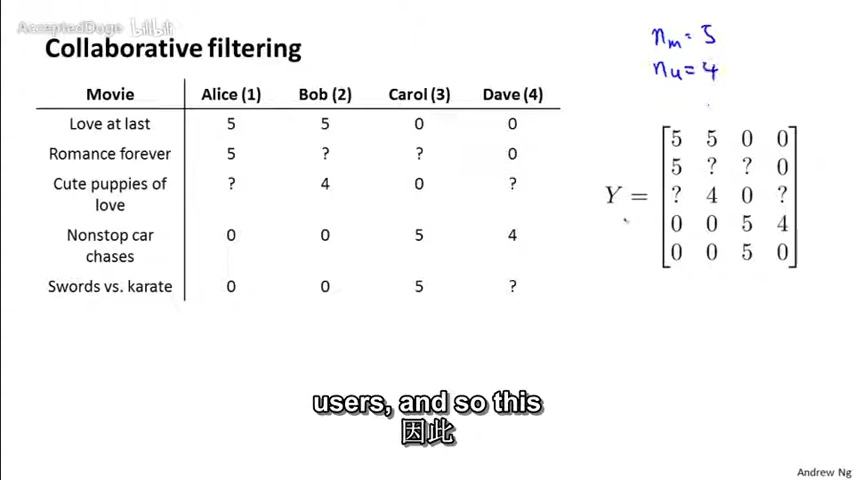 AcceptedDoge bilibili
Collaborative filtering
n_m = 5
n_u = 4
Movie Alice (1) Bob (2) Carol (3) Dave (4)
Love at last 5 5 0 0
Romance forever 5 ? ? 0
Cute puppies of love ? 4 0 ?
Nonstop car chases 0 0 5 4
Swords vs. karate 0 0 5 ?
Y =
5 5 0 0
5 ? ? 0
? 4 0 ?
0 0 5 4
0 0 5 0
users, and so this
因此
Andrew Ng